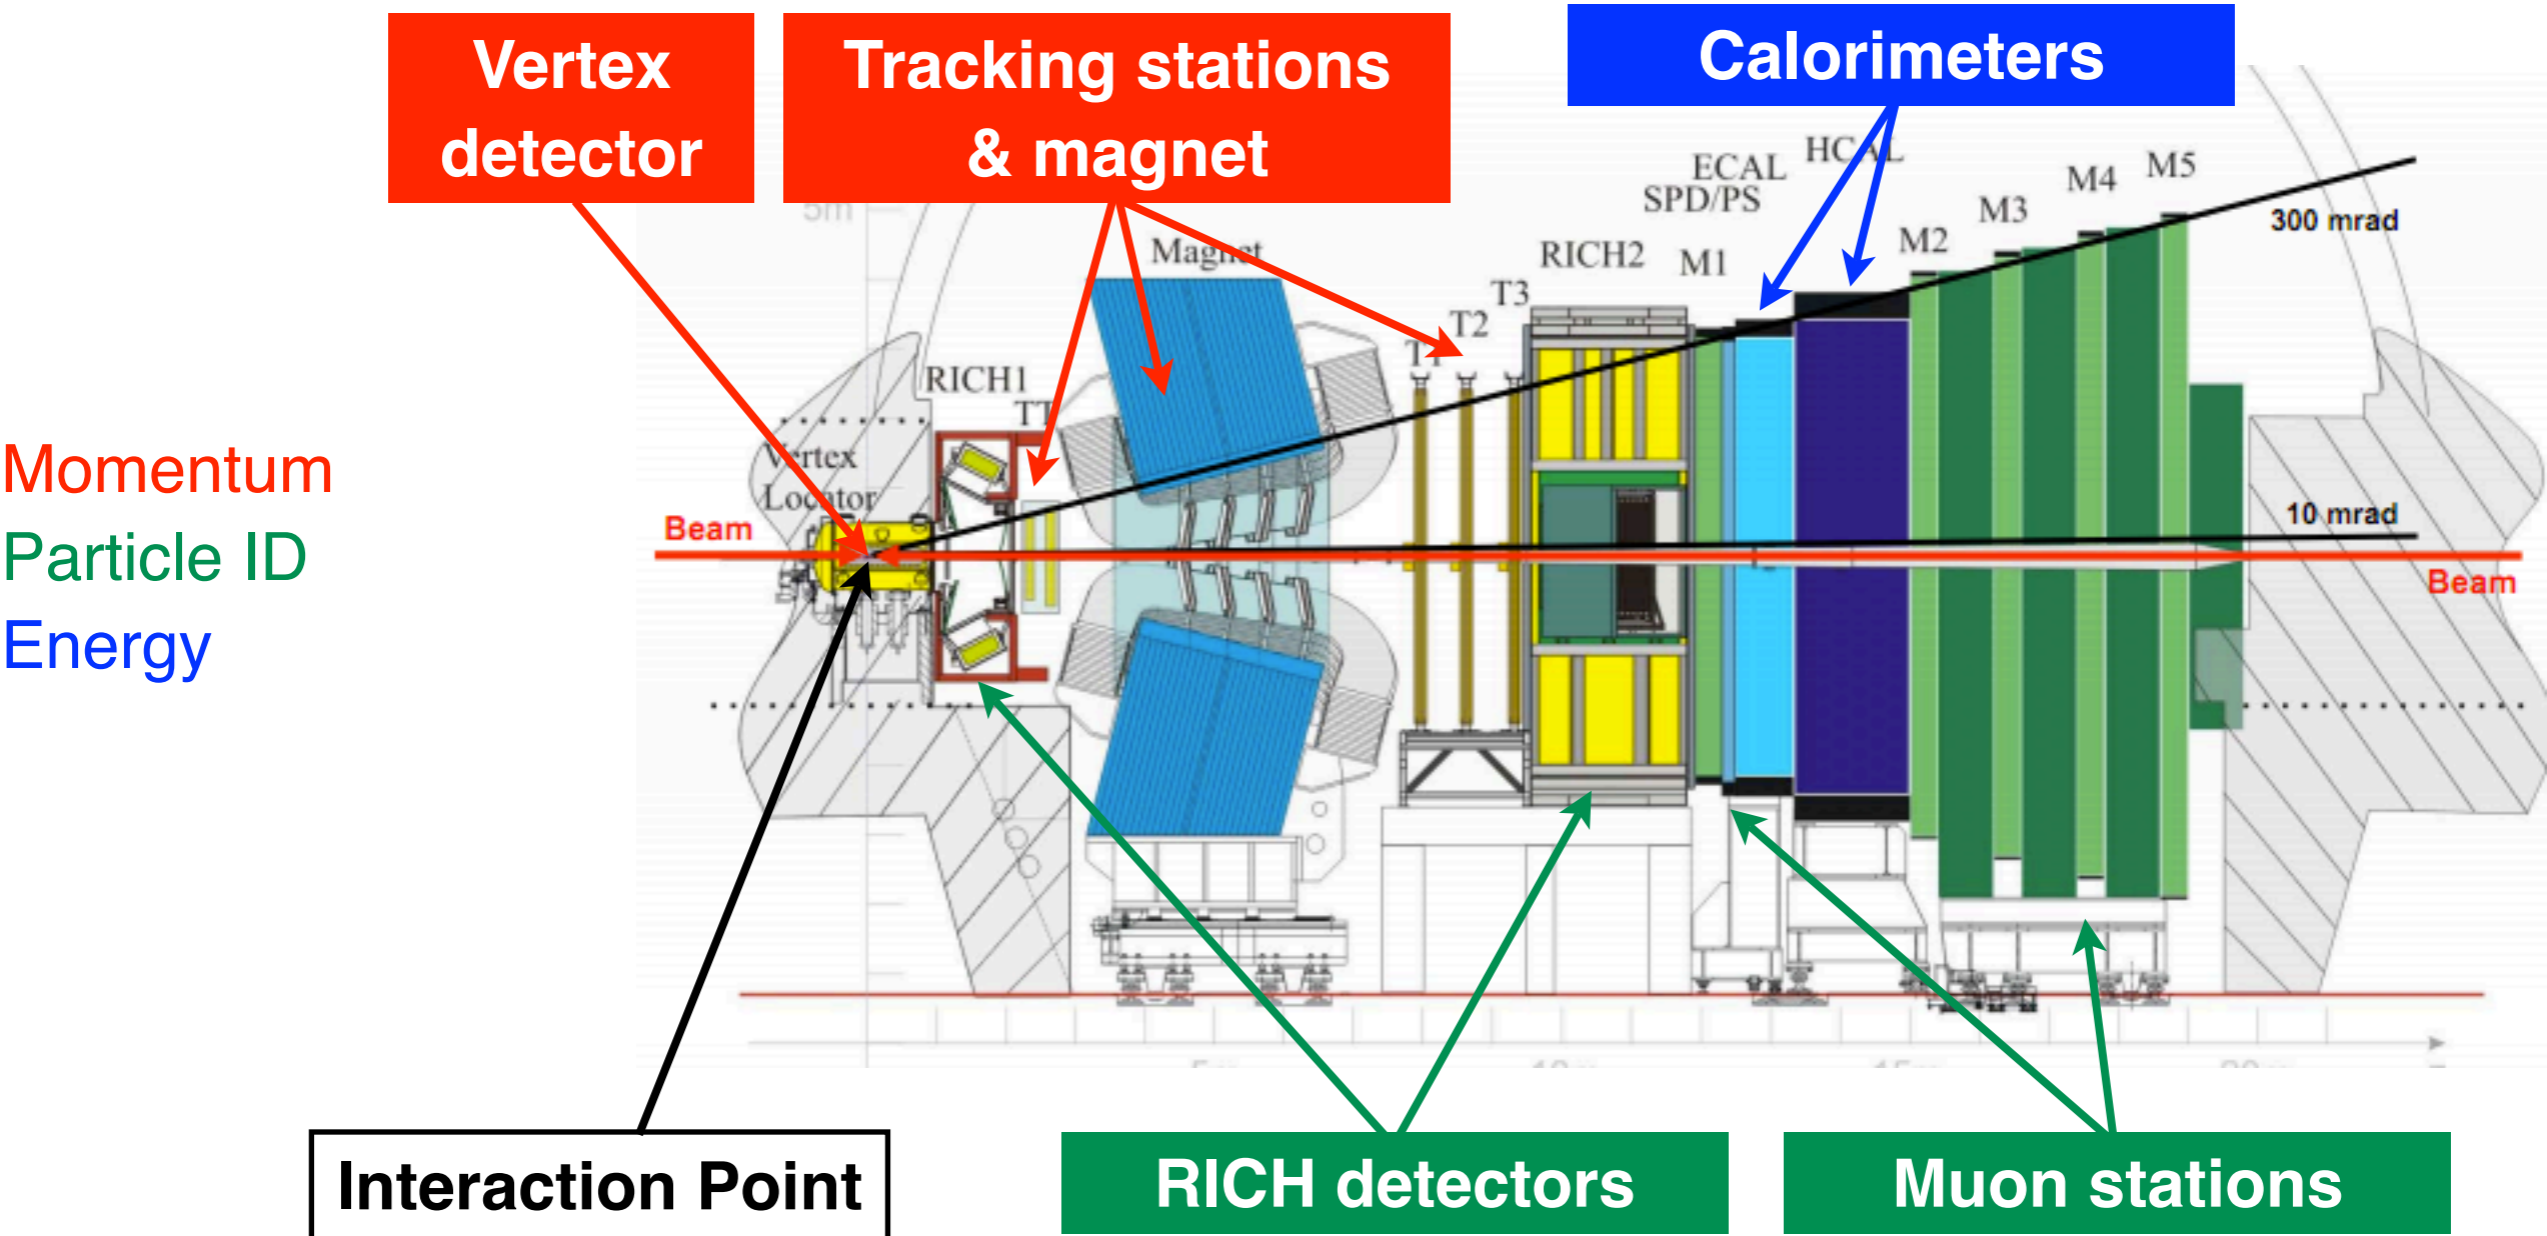 Vertex
detector
Tracking stations
& magnet
Calorimeters
5m
Magnet
RICH1
TT
Vertex
Locator
T1
T2
T3
RICH2
M1
SPD/PS
ECAL
HCAL
M2
M3
M4
M5
300 mrad
10 mrad
Beam
Beam
Momentum
Particle ID
Energy
Interaction Point
RICH detectors
Muon stations